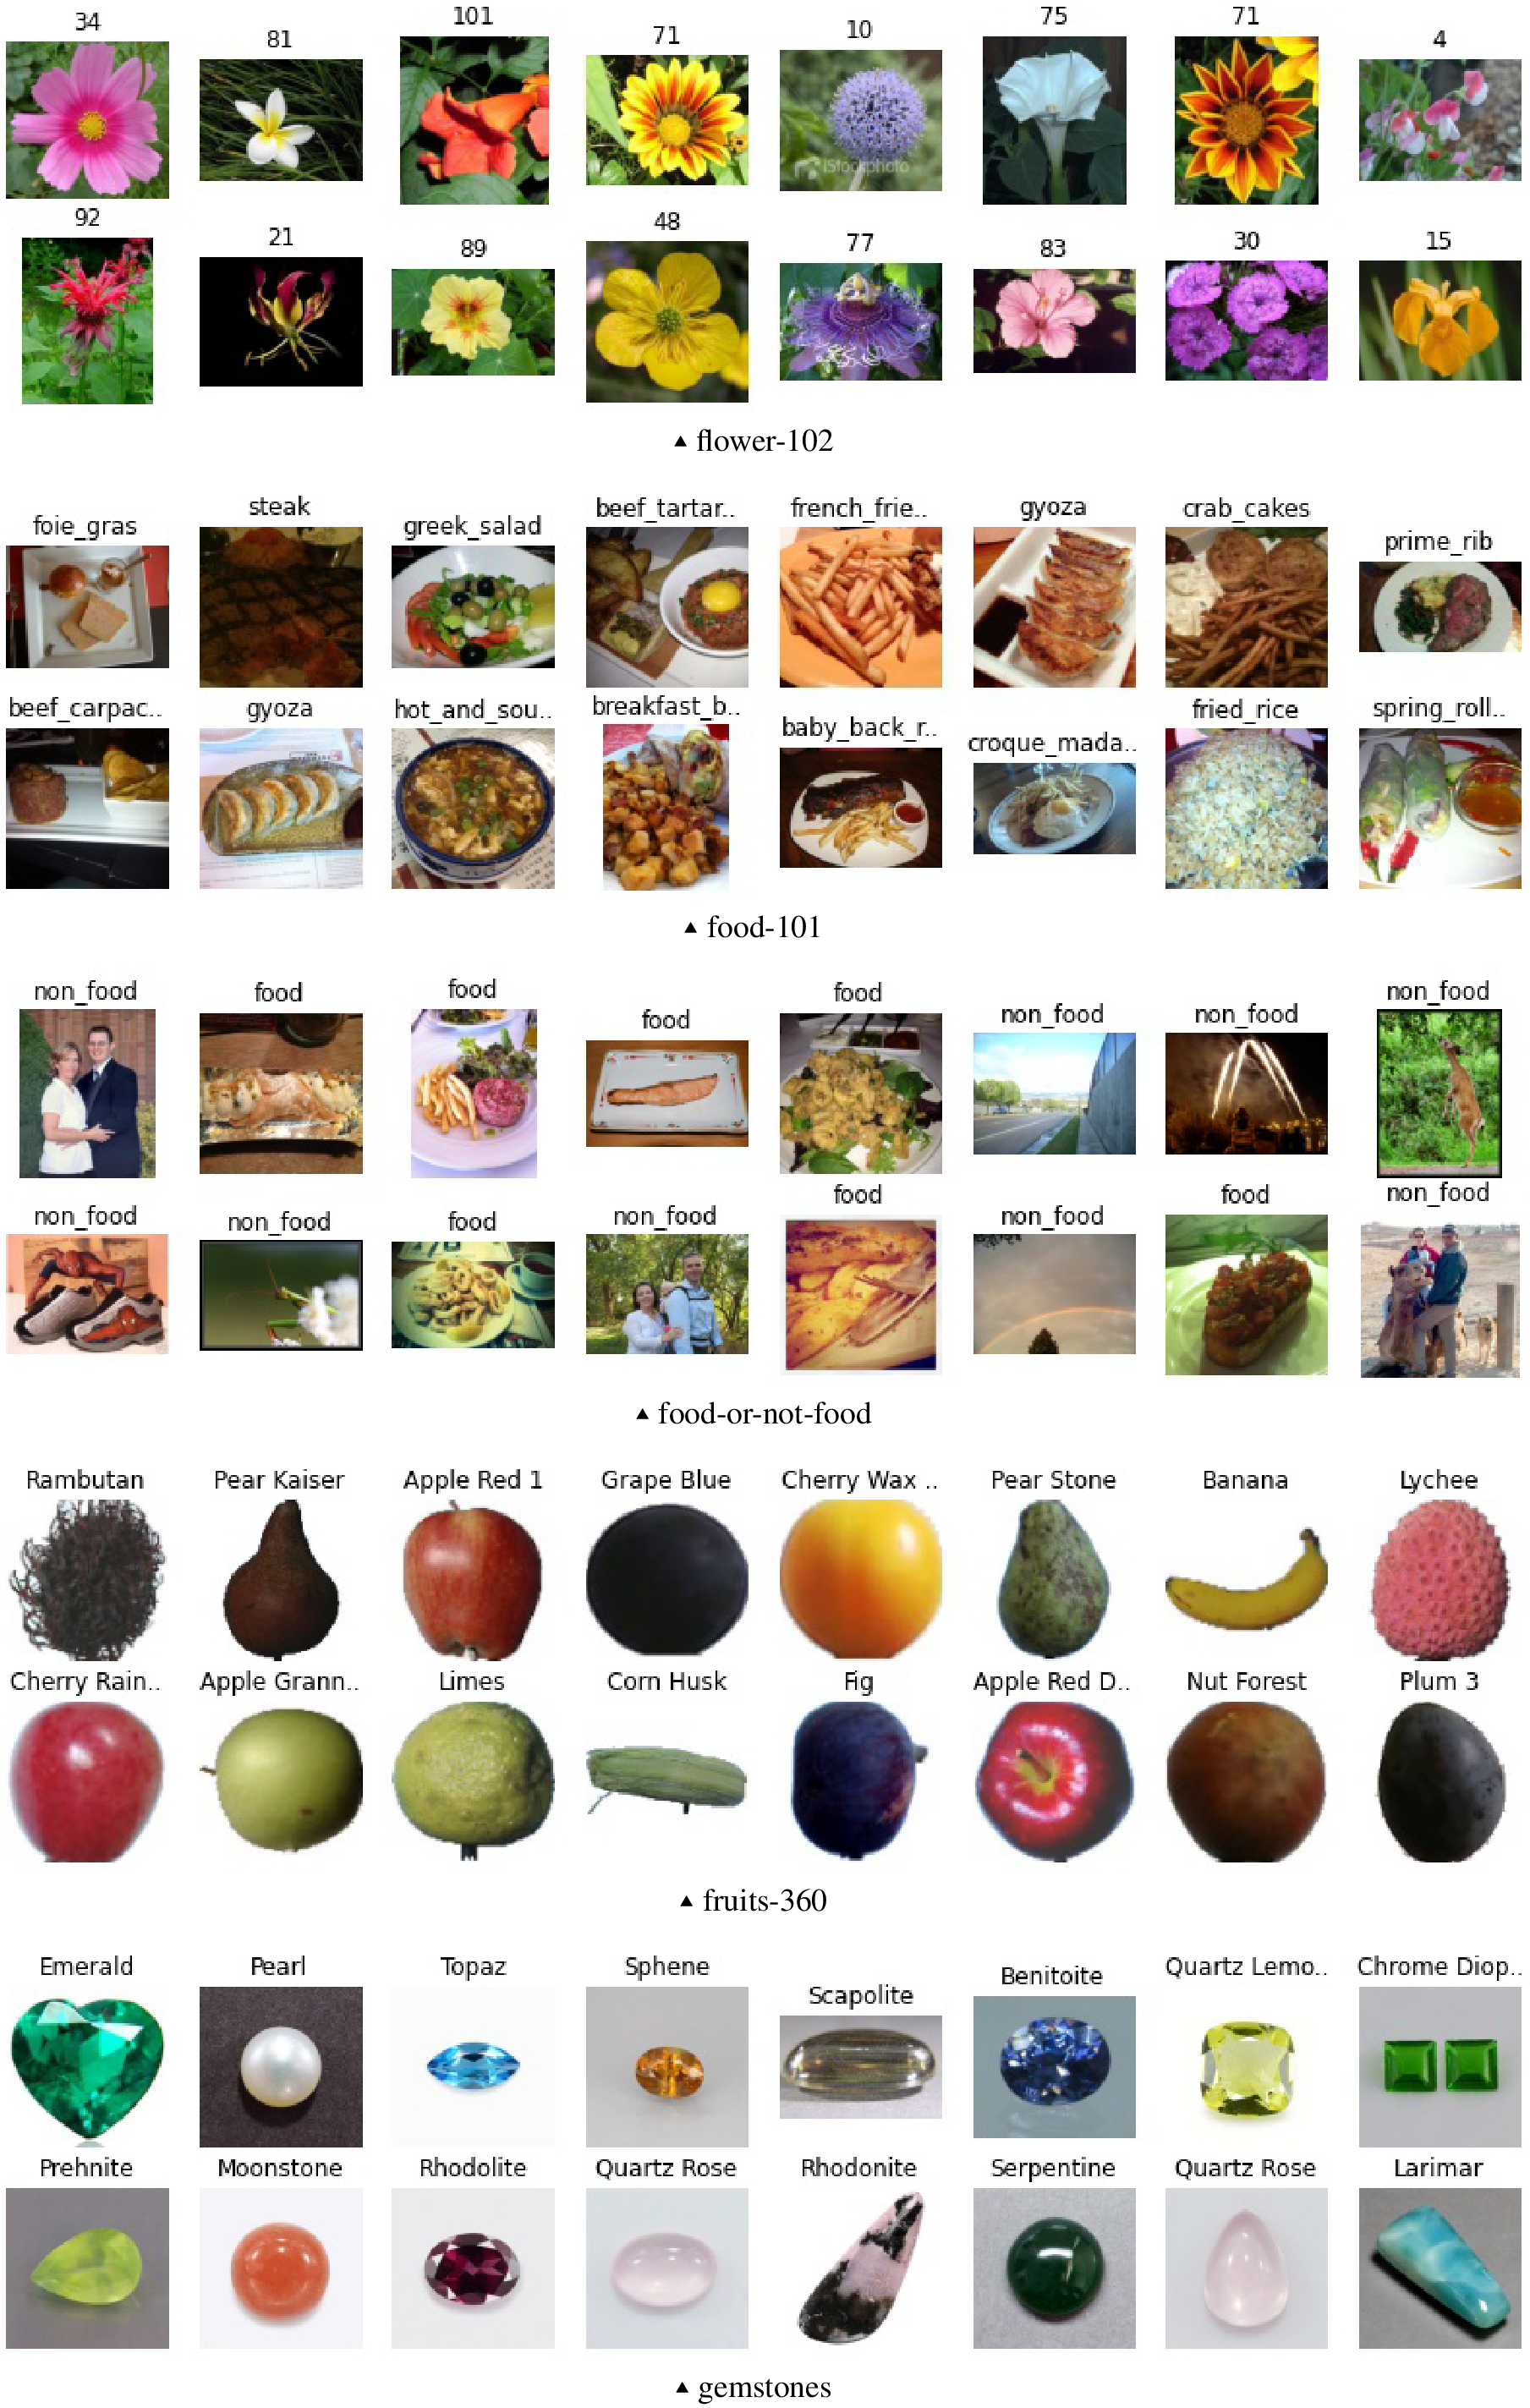 34 81 101 71 10 75 71 4
iStockphoto
92 21 89 48 77 83 30 15
▲ flower-102
foie_gras steak greek_salad beef_tartar.. french_frie.. gyoza crab_cakes prime_rib
beef_carpac.. gyoza hot_and_sou.. breakfast_b.. baby_back_r.. croque_mada.. fried_rice spring_roll..
▲ food-101
non_food food food food food non_food non_food non_food
non_food non_food food non_food food non_food food non_food
▲ food-or-not-food
Rambutan Pear Kaiser Apple Red 1 Grape Blue Cherry Wax .. Pear Stone Banana Lychee
Cherry Rain.. Apple Grann.. Limes Corn Husk Fig Apple Red D.. Nut Forest Plum 3
▲ fruits-360
Emerald Pearl Topaz Sphene Scapolite Benitoite Quartz Lemo.. Chrome Diop..
Prehnite Moonstone Rhodolite Quartz Rose Rhodonite Serpentine Quartz Rose Larimar
▲ gemstones